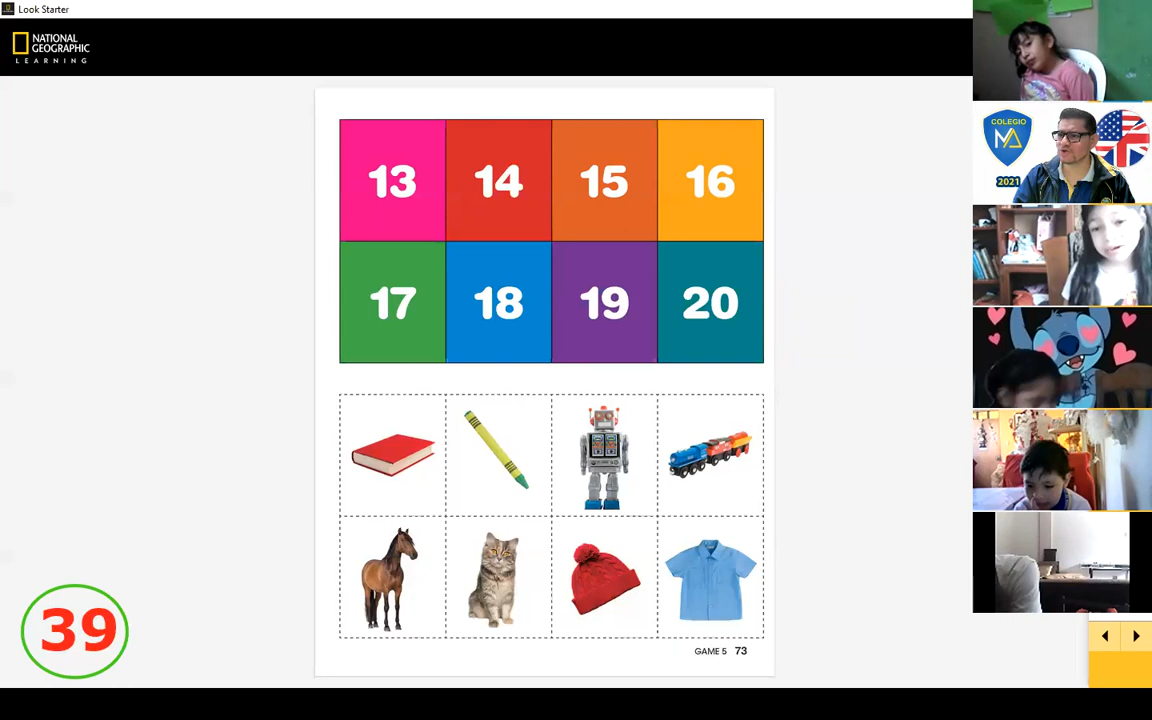 Look Starter
NATIONAL
GEOGRAPHIC
LEARNING
13 14 15 16
17 18 19 20
GAME 5 73
39
COLEGIO
MA
2021